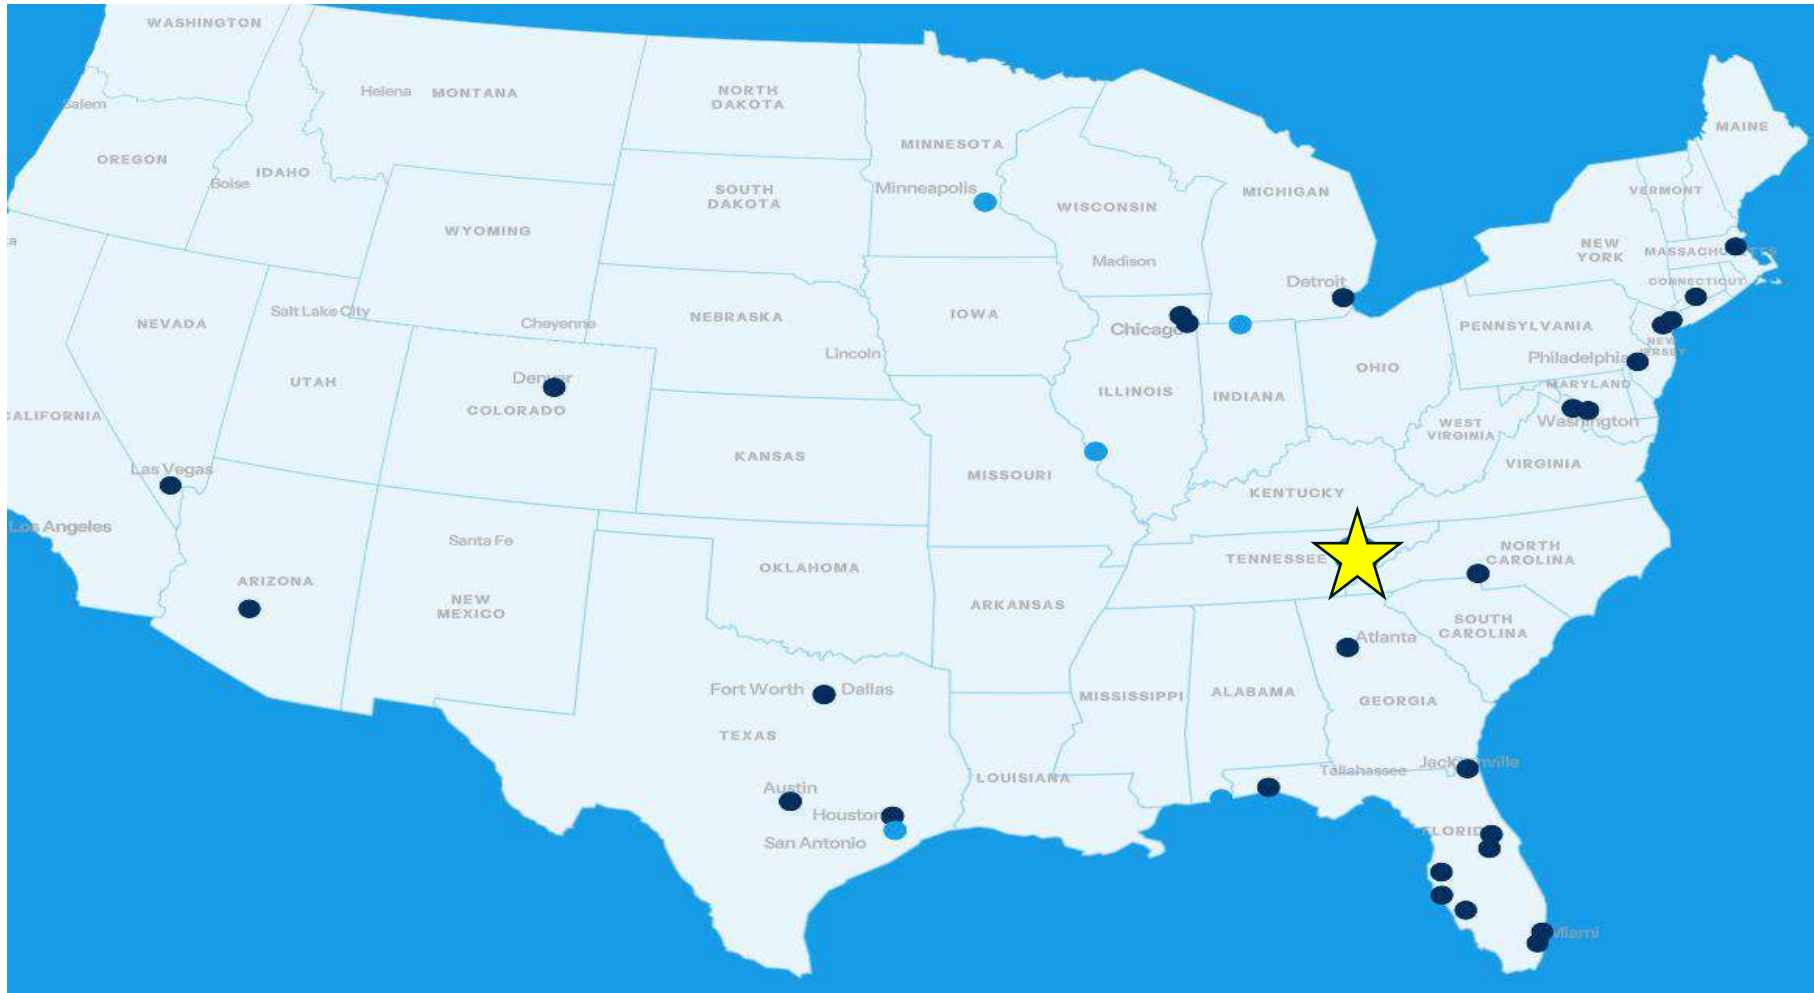 WASHINGTON
Salem
Helena
MONTANA
NORTH
DAKOTA
MINNESOTA
MAINE
OREGON
IDAHO
Boise
SOUTH
DAKOTA
Minneapolis
WISCONSIN
MICHIGAN
VERMONT
WYOMING
NEW
YORK
Madison
Detroit
CONNECTICUT
Salt Lake City
Cheyenne
NEVADA
NEBRASKA
IOWA
Chicago
PENNSYLVANIA
NEW
Lincoln
Philadelphia
UTAH
Denver
COLORADO
ILLINOIS
INDIANA
OHIO
MARYLAND
CALIFORNIA
WEST
VIRGINIA
Washington
Las Vegas
KANSAS
MISSOURI
VIRGINIA
KENTUCKY
Los Angeles
Santa Fe
OKLAHOMA
TENNESSEE
NORTH
CAROLINA
ARIZONA
NEW
MEXICO
ARKANSAS
SOUTH
CAROLINA
Atlanta
Fort Worth
Dallas
MISSISSIPPI
ALABAMA
GEORGIA
TEXAS
LOUISIANA
Tallahassee
Austin
Houston
San Antonio
Miami